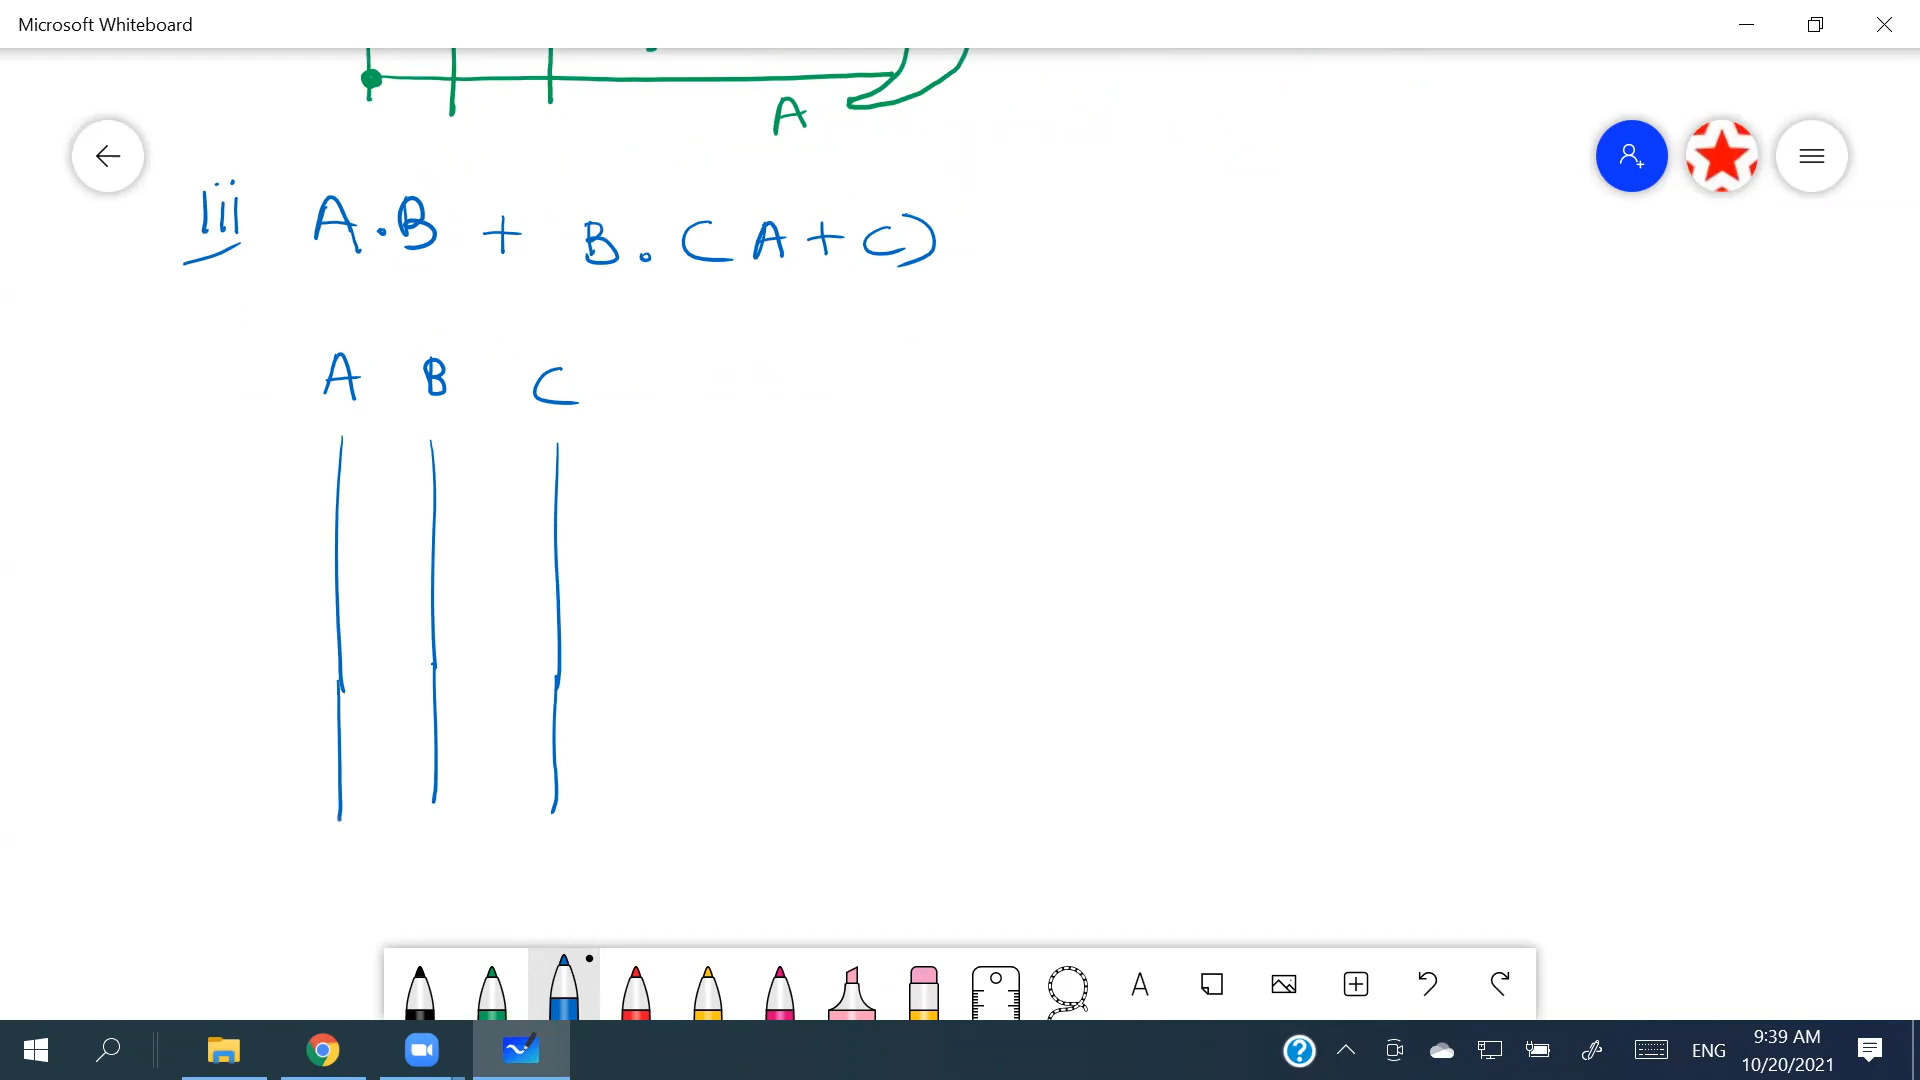 Microsoft Whiteboard
A
iii A.B + B.(A+C)
A B C
A
ENG
9:39 AM
10/20/2021